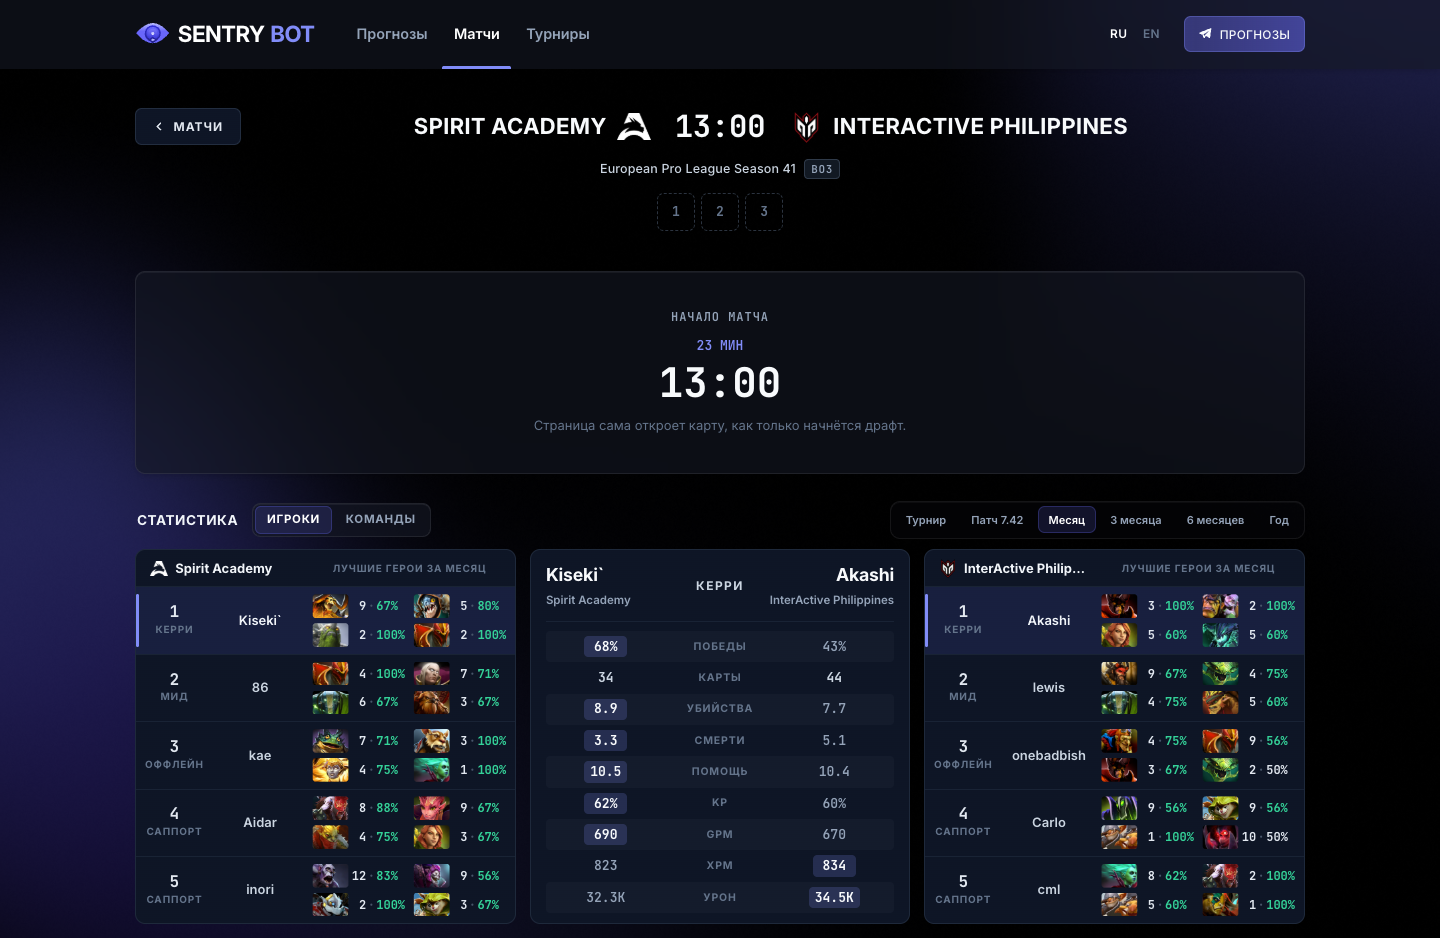 SENTRY BOT
Прогнозы
Матчи
Турниры
RU
EN
ПРОГНОЗЫ
МАТЧИ
SPIRIT ACADEMY
13:00
INTERACTIVE PHILIPPINES
European Pro League Season 41
BO3
1
2
3
НАЧАЛО МАТЧА
23 МИН
13:00
Страница сама откроет карту, как только начнётся драфт.
СТАТИСТИКА
ИГРОКИ
КОМАНДЫ
Турнир
Патч 7.42
Месяц
3 месяца
6 месяцев
Год
Spirit Academy
ЛУЧШИЕ ГЕРОИ ЗА МЕСЯЦ
1
КЕРРИ
Kiseki`
9 · 67%
5 · 80%
2 · 100%
2 · 100%
2
МИД
86
4 · 100%
7 · 71%
6 · 67%
3 · 67%
3
ОФФЛЕЙН
kae
7 · 71%
3 · 100%
4 · 75%
1 · 100%
4
САППОРТ
Aidar
8 · 88%
9 · 67%
4 · 75%
3 · 67%
5
САППОРТ
inori
12 · 83%
9 · 56%
2 · 100%
3 · 67%
Kiseki`
Spirit Academy
КЕРРИ
Akashi
InterActive Philippines
68% ПОБЕДЫ 43%
34 КАРТЫ 44
8.9 УБИЙСТВА 7.7
3.3 СМЕРТИ 5.1
10.5 ПОМОЩЬ 10.4
62% KP 60%
690 GPM 670
823 XPM 834
32.3K УРОН 34.5K
InterActive Philip...
ЛУЧШИЕ ГЕРОИ ЗА МЕСЯЦ
1
КЕРРИ
Akashi
3 · 100%
2 · 100%
5 · 60%
5 · 60%
2
МИД
lewis
9 · 67%
4 · 75%
4 · 75%
5 · 60%
3
ОФФЛЕЙН
onebadbish
4 · 75%
9 · 56%
3 · 67%
2 · 50%
4
САППОРТ
Carlo
9 · 56%
9 · 56%
1 · 100%
10 · 50%
5
САППОРТ
cml
8 · 62%
2 · 100%
5 · 60%
1 · 100%